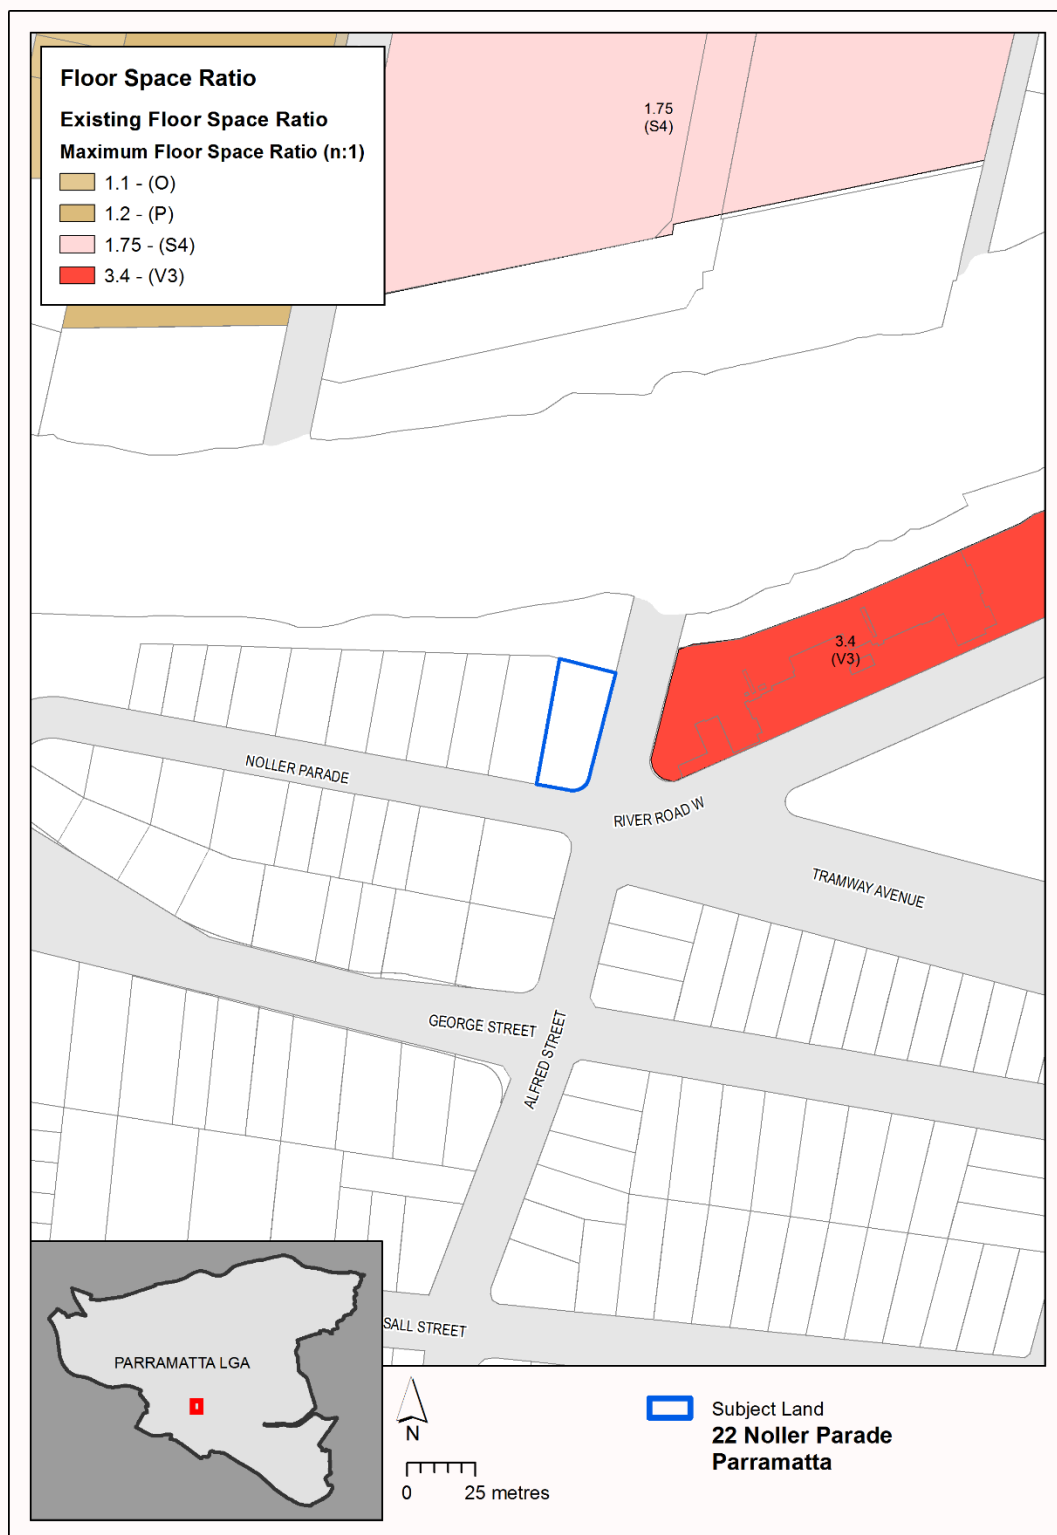 Floor Space Ratio
Existing Floor Space Ratio
Maximum Floor Space Ratio (n:1)
1.1 - (O)
1.2 - (P)
1.75 - (S4)
3.4 - (V3)
1.75
(S4)
3.4
(V3)
NOLLER PARADE
RIVER ROAD W
TRAMWAY AVENUE
GEORGE STREET
ALFRED STREET
SALL STREET
PARRAMATTA LGA
N
0 25 metres
Subject Land
22 Noller Parade
Parramatta